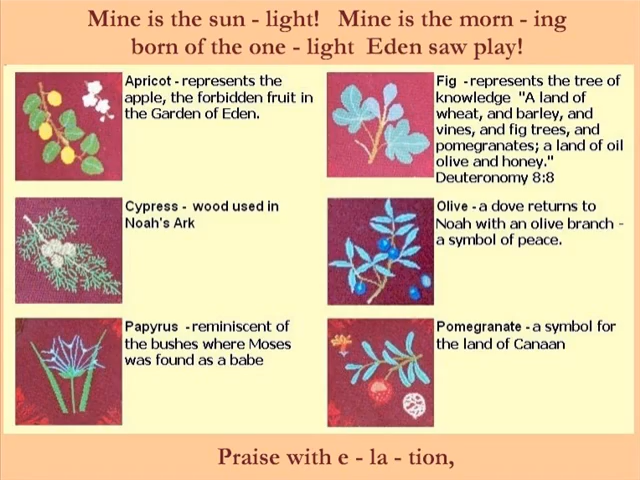 Mine is the sun - light!   Mine is the morn - ing
born of the one - light  Eden saw play!
Apricot - represents the
apple, the forbidden fruit in
the Garden of Eden.
Fig  - represents the tree of
knowledge  "A land of
wheat, and barley, and
vines, and fig trees, and
pomegranates; a land of oil
olive and honey."
Deuteronomy 8:8
Cypress -  wood used in
Noah's Ark
Olive - a dove returns to
Noah with an olive branch -
a symbol of peace.
Papyrus  - reminiscent of
the bushes where Moses
was found as a babe
Pomegranate - a symbol for
the land of Canaan
Praise with e - la - tion,